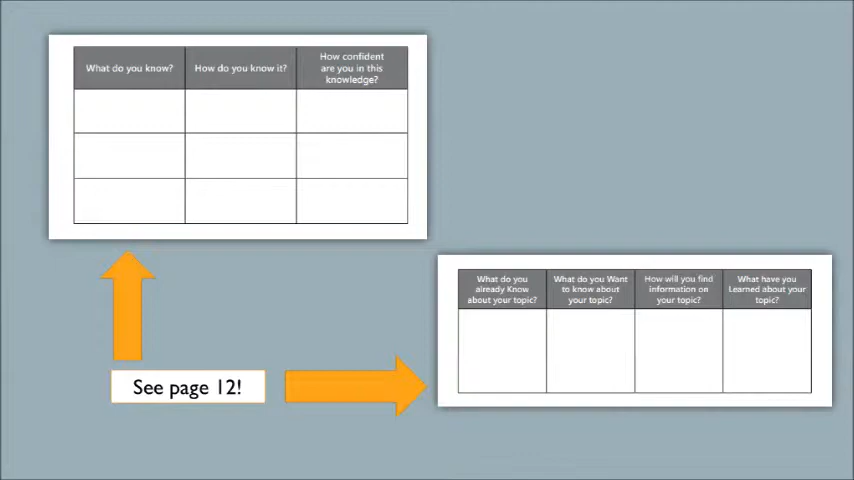 What do you know?
How do you know it?
How confident
are you in this
knowledge?
What do you
already Know
about your topic?
What do you Want
to know about
your topic?
How will you find
information on
your topic?
What have you
Learned about your
topic?
See page 12!